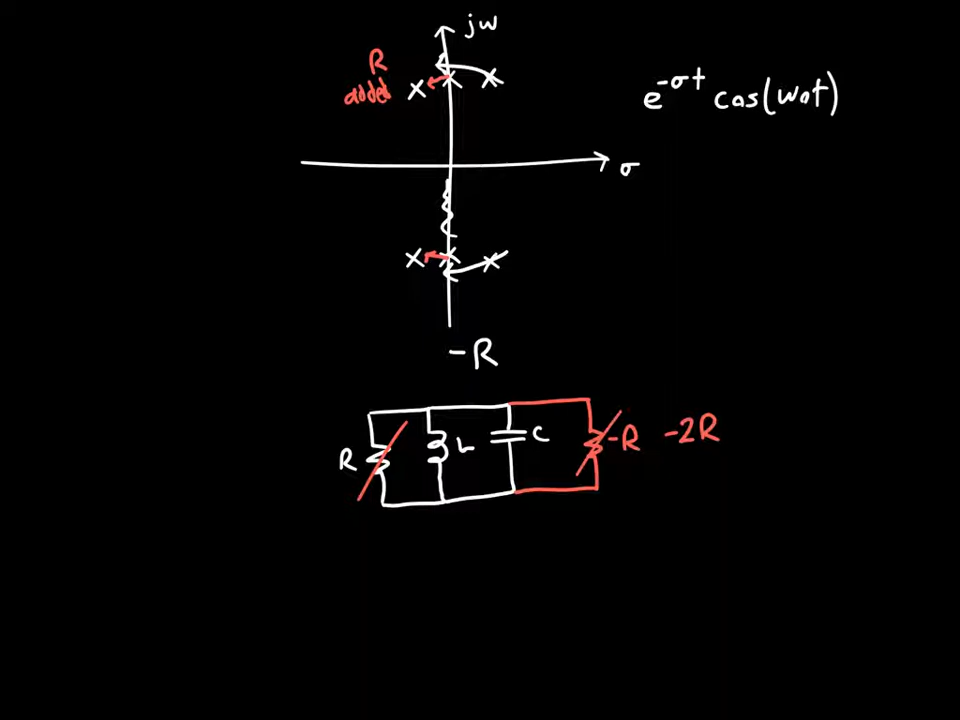 jw
R
added
e^-σt cos(wot)
σ
-R
R L C -R -2R